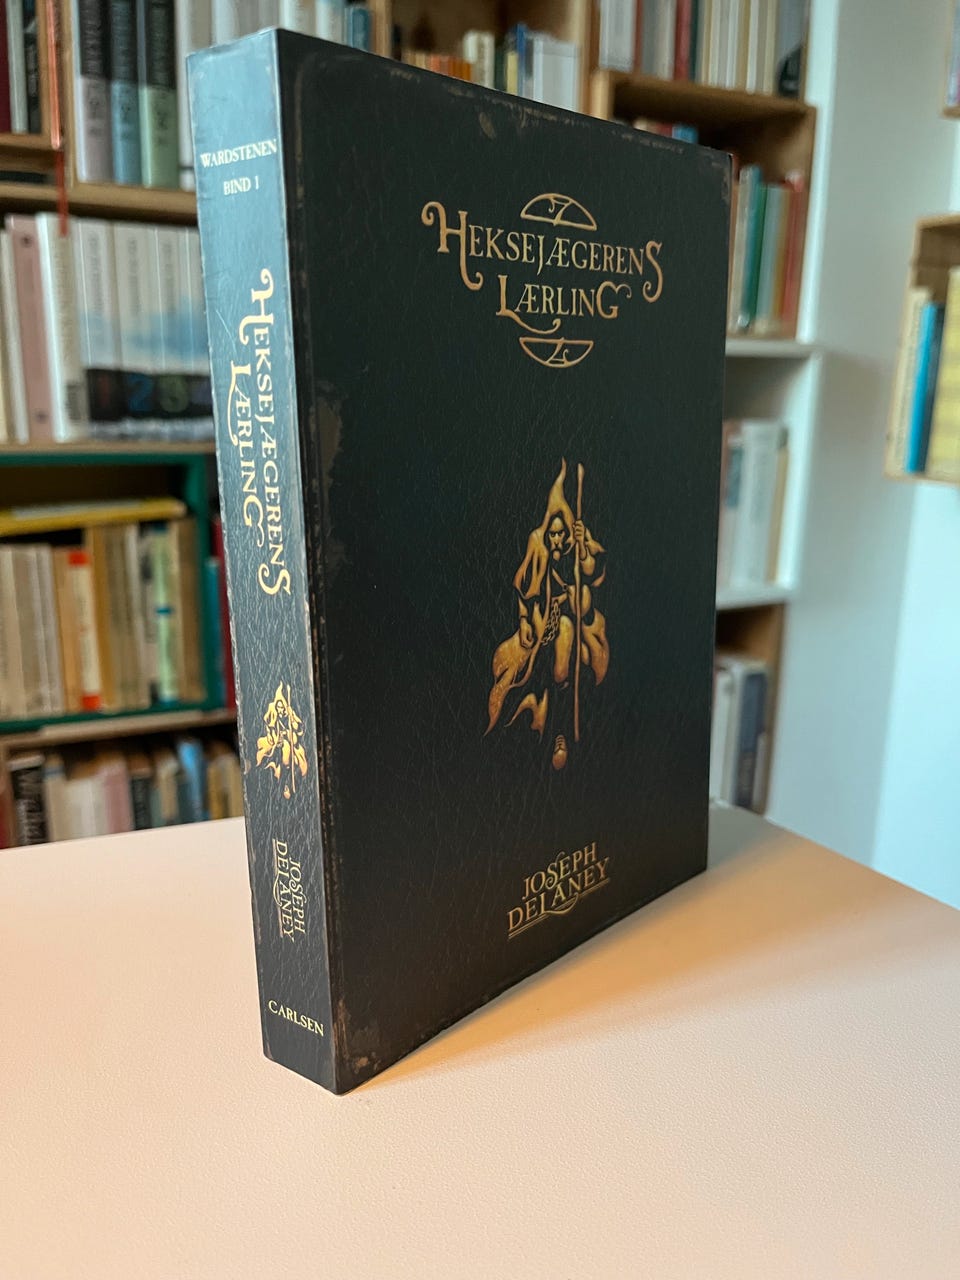 WARDSTENEN
BIND 1
HEKSEJÆGERENS
LÆRLING
JOSEPH
DELANEY
CARLSEN
HEKSEJÆGERENS
LÆRLING
JOSEPH
DELANEY